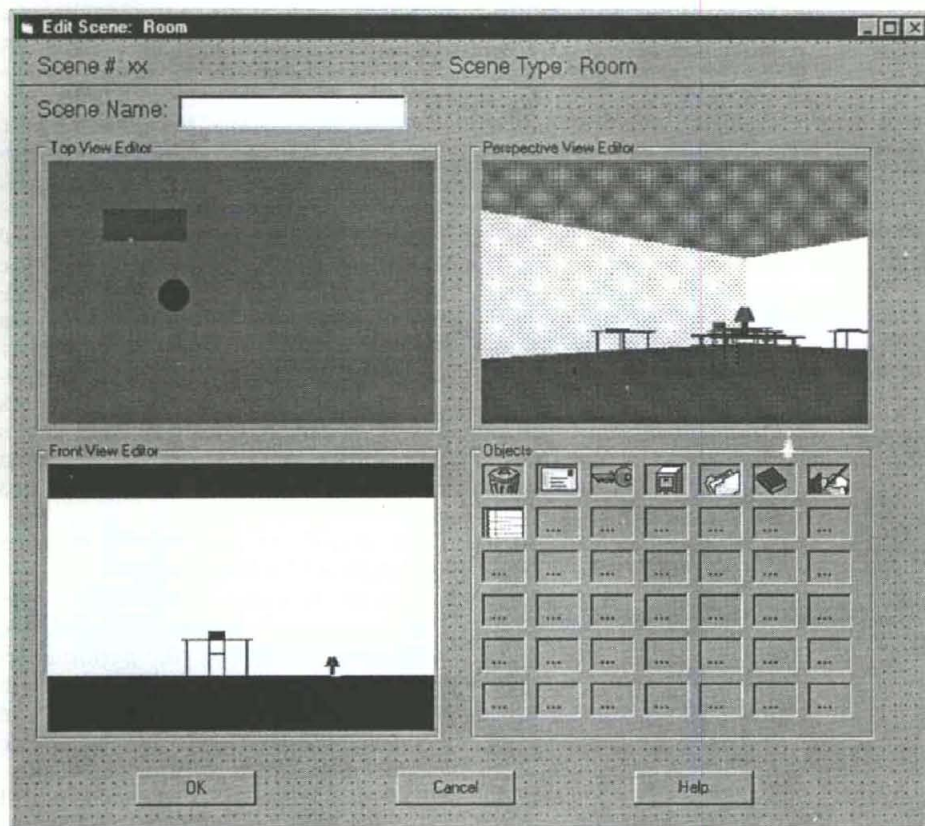 Edit Scene: Room
Scene # xx
Scene Type: Room
Scene Name:
Top View Editor
Perspective View Editor
Front View Editor
Objects
... ... ... ... ... ...
... ... ... ... ... ... ...
... ... ... ... ... ... ...
... ... ... ... ... ... ...
... ... ... ... ... ... ...
OK
Cancel
Help